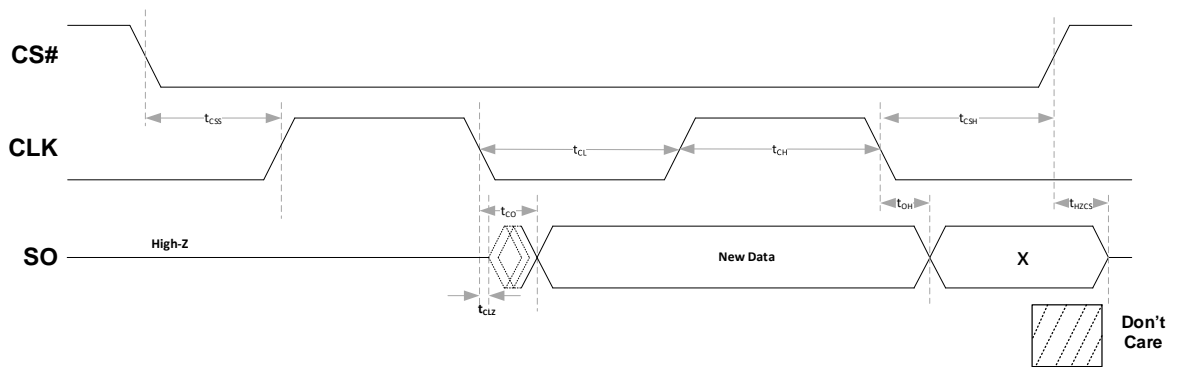 CS#
tCSS
tCSH
CLK
tCL
tCH
tCO
tOH
tHZCS
High-Z
SO
New Data
X
tCLZ
Don't
Care